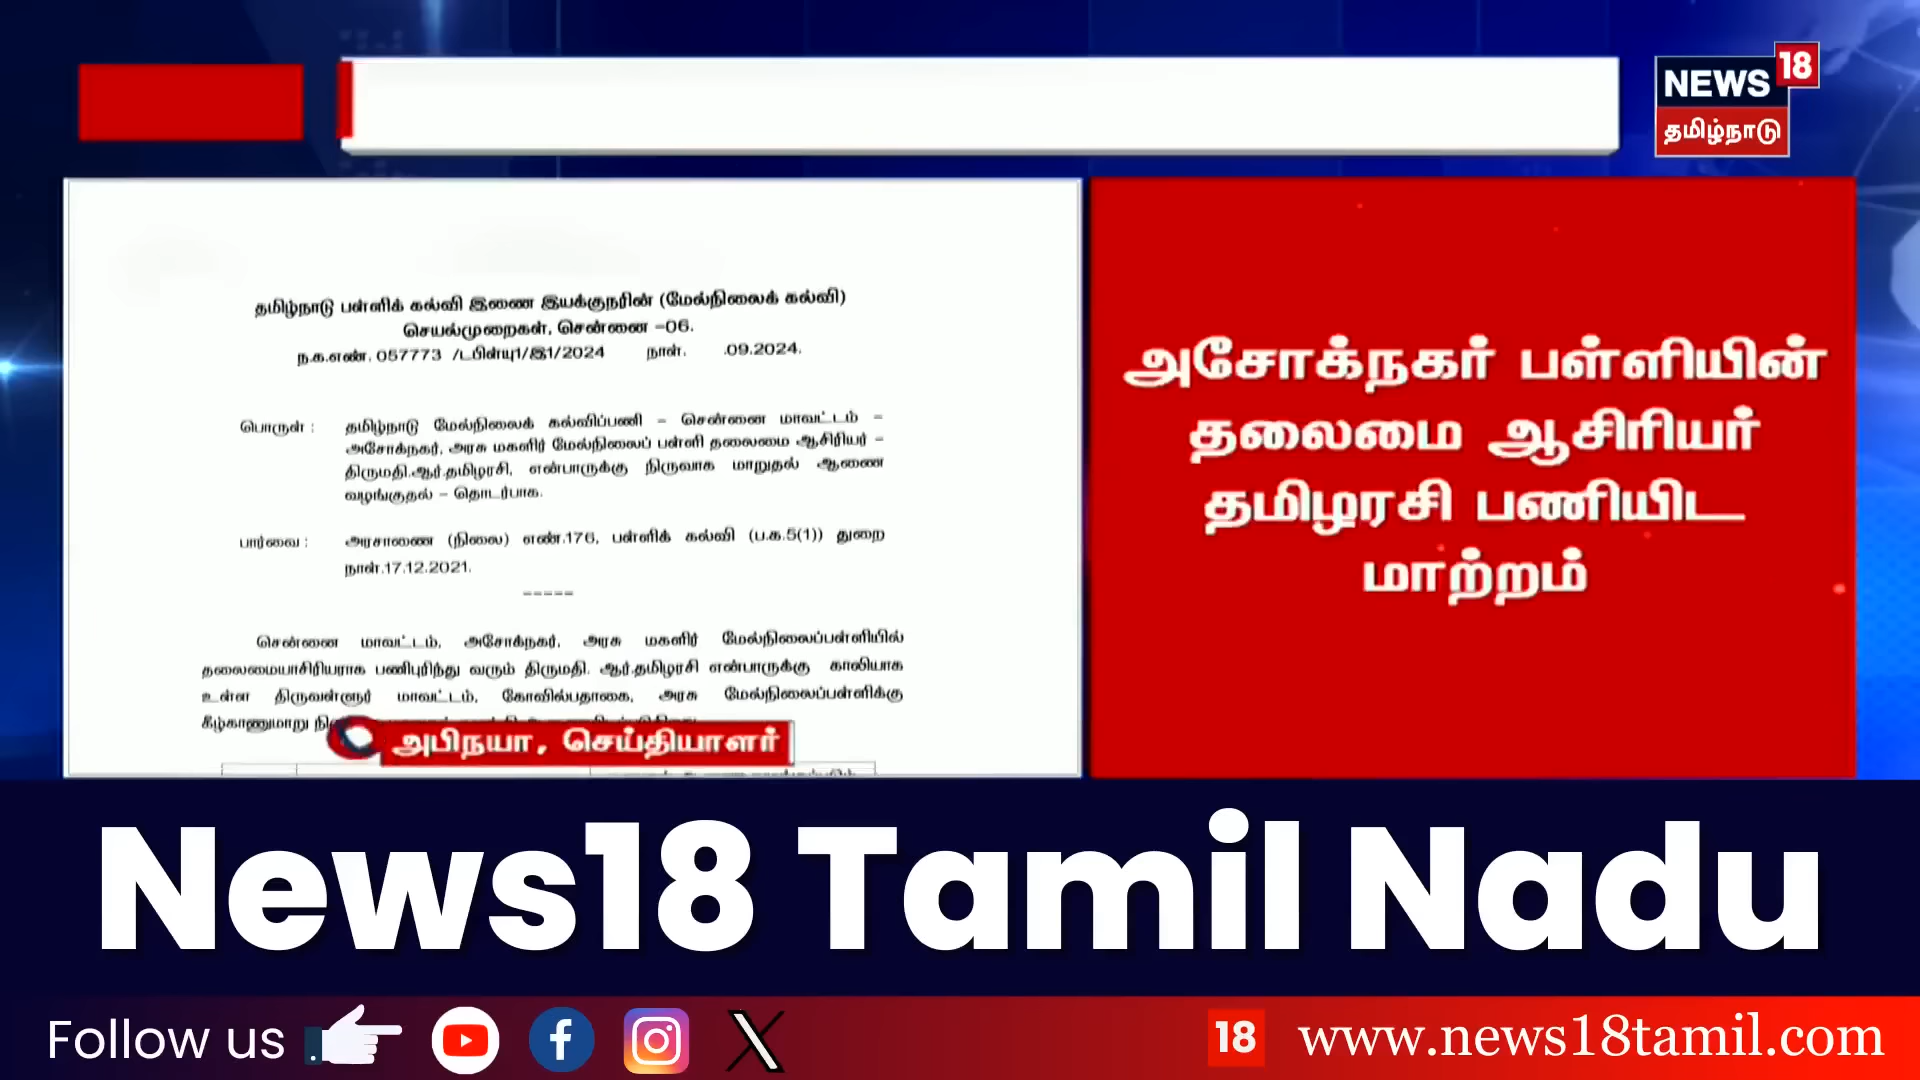 NEWS 18
தமிழ்நாடு
தமிழ்நாடு பள்ளிக் கல்வி இணை இயக்குநரின் (மேல்நிலைக் கல்வி)
செயல்முறைகள், சென்னை –06.
ந.க.எண். 057773 /டபிள்யு1/இ1/2024 நாள். .09.2024.
பொருள் : தமிழ்நாடு மேல்நிலைக் கல்விப்பணி – சென்னை மாவட்டம் –
அசோக்நகர், அரசு மகளிர் மேல்நிலைப் பள்ளி தலைமை ஆசிரியர் –
திருமதி.ஆர்.தமிழரசி, என்பாருக்கு நிருவாக மாறுதல் ஆணை
வழங்குதல் – தொடர்பாக.
பார்வை : அரசாணை (நிலை) எண்.176, பள்ளிக் கல்வி (ப.க.5(1)) துறை
நாள்.17.12.2021.
-----
சென்னை மாவட்டம், அசோக்நகர், அரசு மகளிர் மேல்நிலைப்பள்ளியில்
தலைமையாசிரியராக பணிபுரிந்து வரும் திருமதி. ஆர்.தமிழரசி என்பாருக்கு காலியாக
உள்ள திருவள்ளூர் மாவட்டம், கோவில்பதாகை, அரசு மேல்நிலைப்பள்ளிக்கு
கீழ்காணுமாறு
அபிநயா, செய்தியாளர்
அசோக்நகர் பள்ளியின்
தலைமை ஆசிரியர்
தமிழரசி பணியிட
மாற்றம்
News18 Tamil Nadu
Follow us
18 www.news18tamil.com